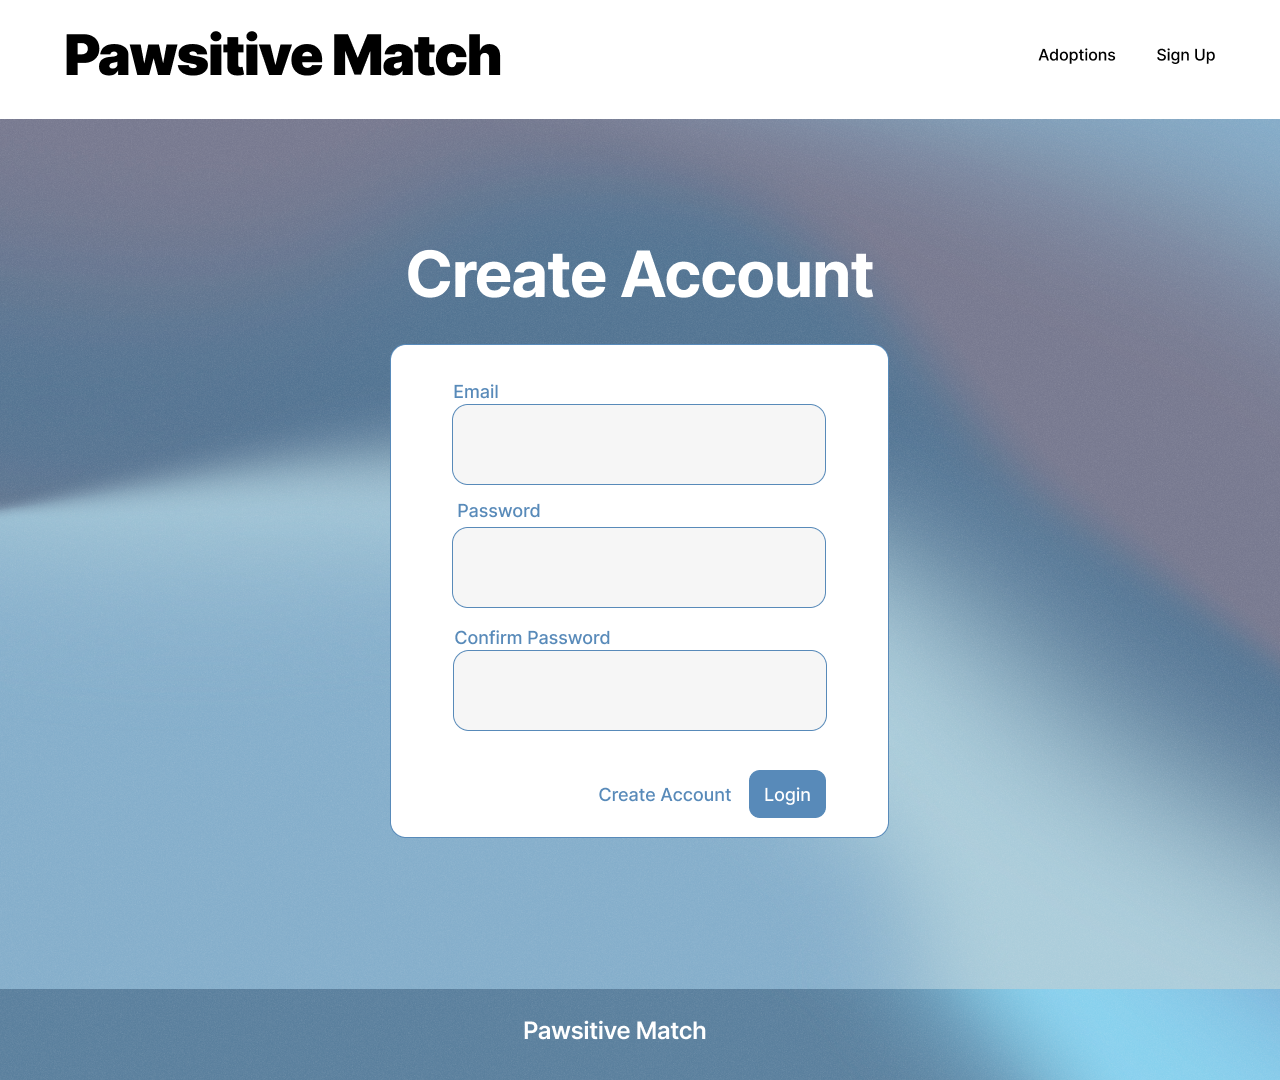 Pawsitive Match
Adoptions
Sign Up
Create Account
Email
Password
Confirm Password
Create Account
Login
Pawsitive Match